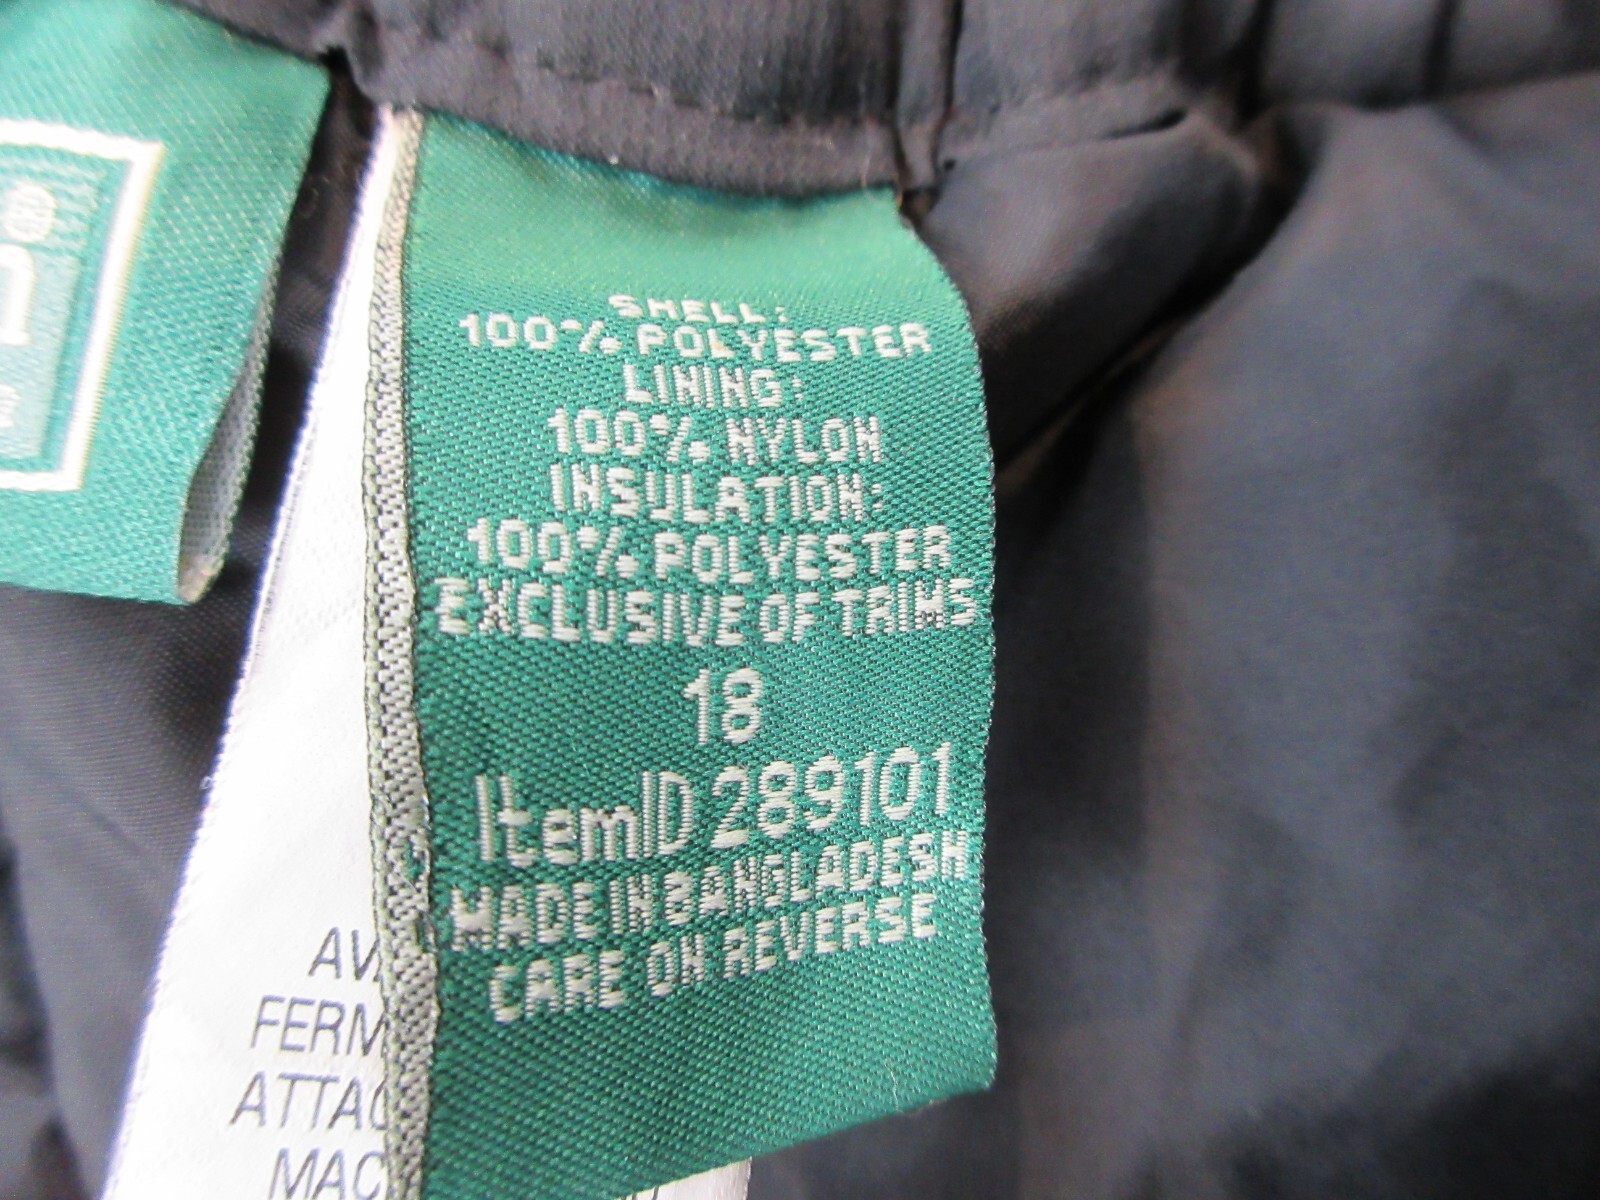 SHELL:
100% POLYESTER
LINING:
100% NYLON
INSULATION:
100% POLYESTER
EXCLUSIVE OF TRIMS
18
ItemID 289101
MADE IN BANGLADESH
CARE ON REVERSE
AV
FERM
ATTAC
MAC
n
®